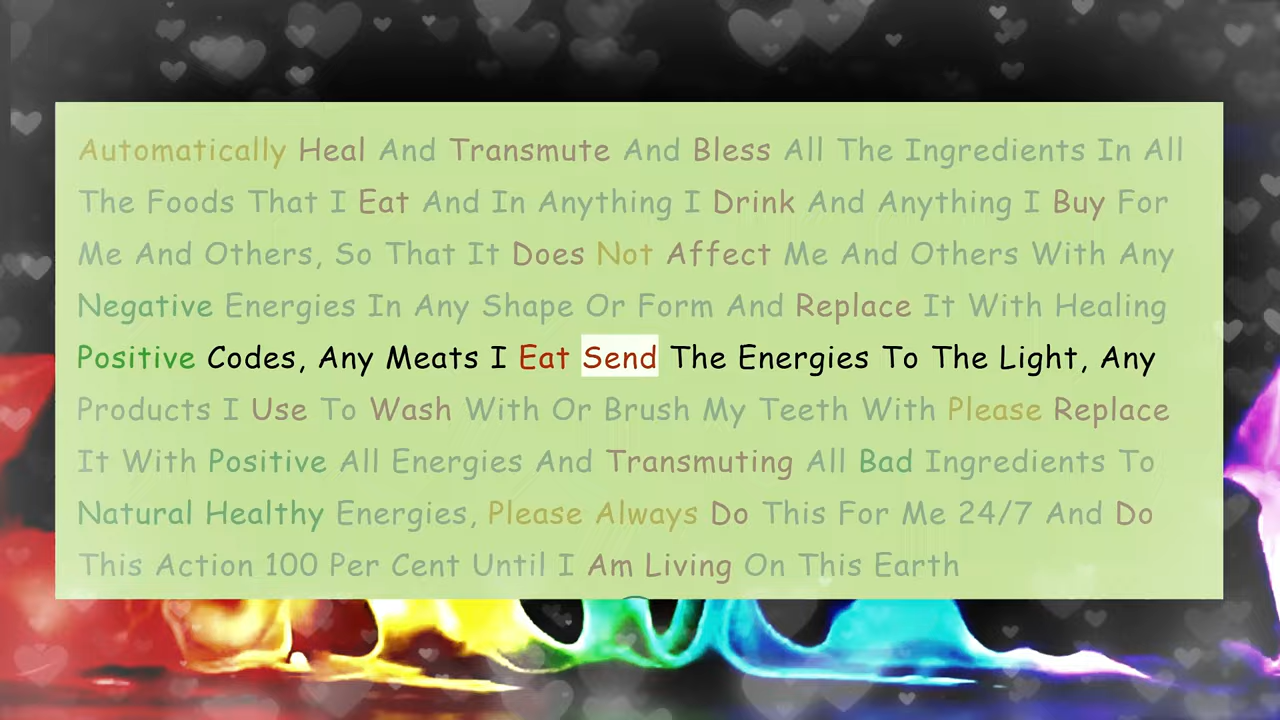 Automatically Heal And Transmute And Bless All The Ingredients In All
The Foods That I Eat And In Anything I Drink And Anything I Buy For
Me And Others, So That It Does Not Affect Me And Others With Any
Negative Energies In Any Shape Or Form And Replace It With Healing
Positive Codes, Any Meats I Eat Send The Energies To The Light, Any
Products I Use To Wash With Or Brush My Teeth With Please Replace
It With Positive All Energies And Transmuting All Bad Ingredients To
Natural Healthy Energies, Please Always Do This For Me 24/7 And Do
This Action 100 Per Cent Until I Am Living On This Earth